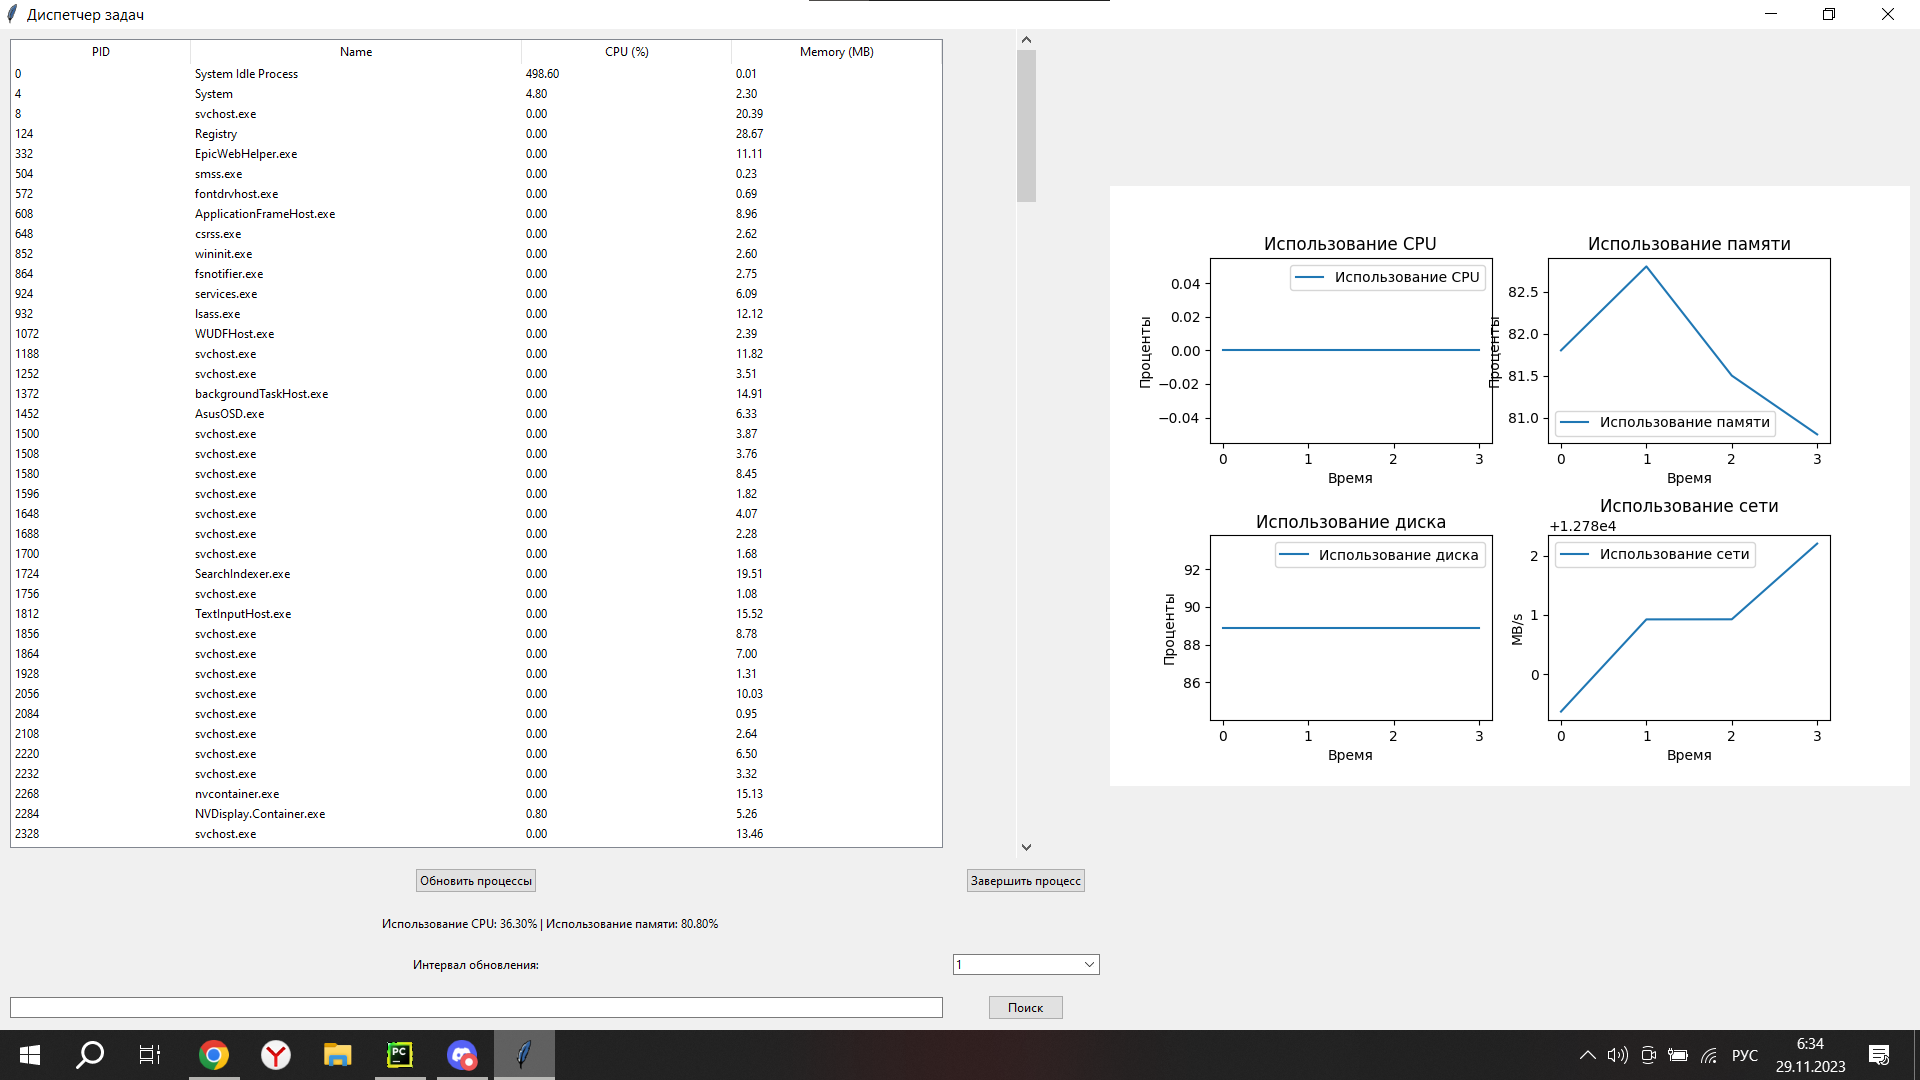 Диспетчер задач
PID Name CPU (%) Memory (MB)
0 System Idle Process 498.60 0.01
4 System 4.80 2.30
8 svchost.exe 0.00 20.39
124 Registry 0.00 28.67
332 EpicWebHelper.exe 0.00 11.11
504 smss.exe 0.00 0.23
572 fontdrvhost.exe 0.00 0.69
608 ApplicationFrameHost.exe 0.00 8.96
648 csrss.exe 0.00 2.62
852 wininit.exe 0.00 2.60
864 fsnotifier.exe 0.00 2.75
924 services.exe 0.00 6.09
932 lsass.exe 0.00 12.12
1072 WUDFHost.exe 0.00 2.39
1188 svchost.exe 0.00 11.82
1252 svchost.exe 0.00 3.51
1372 backgroundTaskHost.exe 0.00 14.91
1452 AsusOSD.exe 0.00 6.33
1500 svchost.exe 0.00 3.87
1508 svchost.exe 0.00 3.76
1580 svchost.exe 0.00 8.45
1596 svchost.exe 0.00 1.82
1648 svchost.exe 0.00 4.07
1688 svchost.exe 0.00 2.28
1700 svchost.exe 0.00 1.68
1724 SearchIndexer.exe 0.00 19.51
1756 svchost.exe 0.00 1.08
1812 TextInputHost.exe 0.00 15.52
1856 svchost.exe 0.00 8.78
1864 svchost.exe 0.00 7.00
1928 svchost.exe 0.00 1.31
2056 svchost.exe 0.00 10.03
2084 svchost.exe 0.00 0.95
2108 svchost.exe 0.00 2.64
2220 svchost.exe 0.00 6.50
2232 svchost.exe 0.00 3.32
2268 nvcontainer.exe 0.00 15.13
2284 NVDisplay.Container.exe 0.80 5.26
2328 svchost.exe 0.00 13.46
Обновить процессы
Завершить процесс
Использование CPU: 36.30% | Использование памяти: 80.80%
Интервал обновления:
1
Поиск
Использование CPU
Использование CPU
Проценты
0.04
0.02
0.00
−0.02
−0.04
0 1 2 3
Время
Использование памяти
Проценты
82.5
82.0
81.5
81.0
Использование памяти
0 1 2 3
Время
Использование диска
Использование диска
Проценты
92
90
88
86
0 1 2 3
Время
Использование сети
+1.278e4
Использование сети
MB/s
2
1
0
0 1 2 3
Время
PC
РУС
6:34
29.11.2023